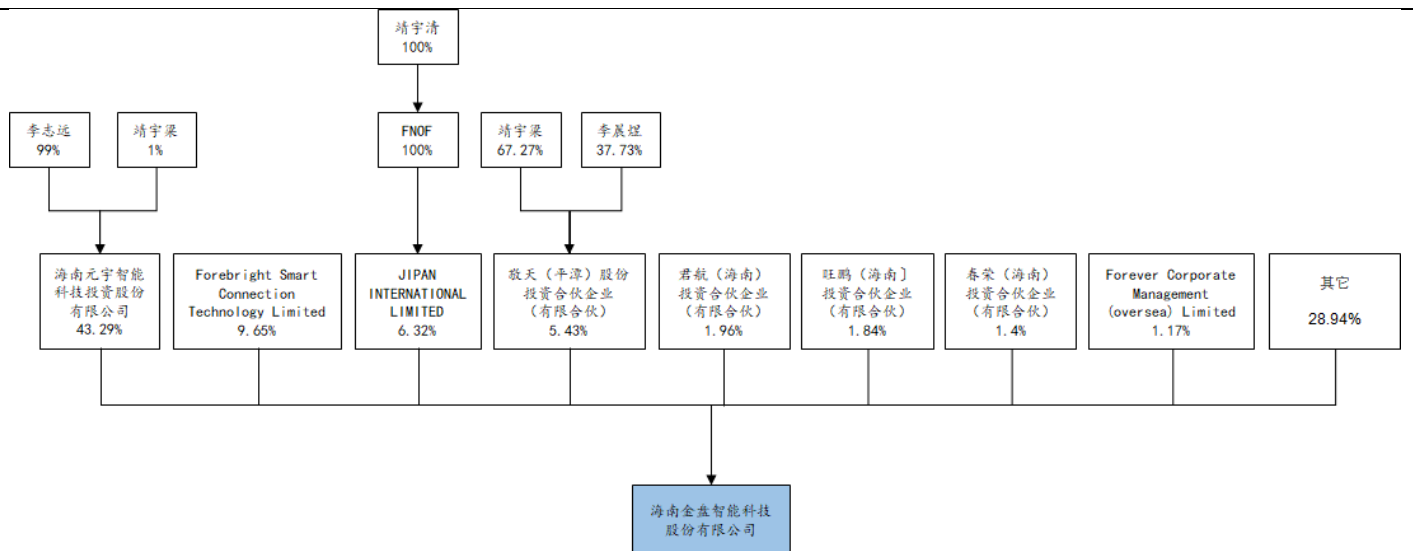 靖宇清
100%
李志远
99%
靖宇梁
1%
FNOF
100%
靖宇梁
67.27%
李晨煜
37.73%
海南元宇智能
科技投资股份
有限公司
43.29%
Forebright Smart
Connection
Technology Limited
9.65%
JIPAN
INTERNATIONAL
LIMITED
6.32%
敬天（平潭）股份
投资合伙企业
（有限合伙）
5.43%
君航（海南）
投资合伙企业
（有限合伙）
1.96%
旺鹏（海南］
投资合伙企业
（有限合伙）
1.84%
春荣（海南）
投资合伙企业
（有限合伙）
1.4%
Forever Corporate
Management
(oversea) Limited
1.17%
其它
28.94%
海南金盘智能科技
股份有限公司